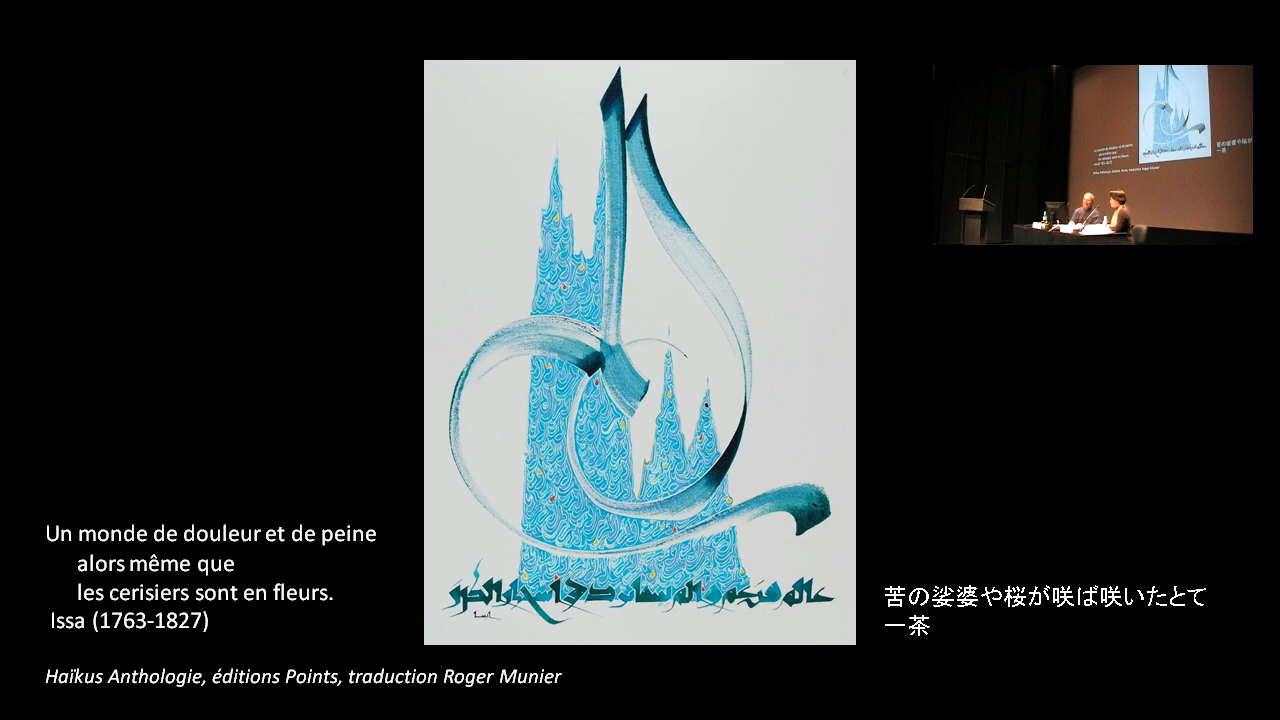 Un monde de douleur et de peine
alors même que
les cerisiers sont en fleurs.
Issa (1763-1827)
Haïkus Anthologie, éditions Points, traduction Roger Munier
苦の娑婆や桜が咲ば咲いたとて
一茶